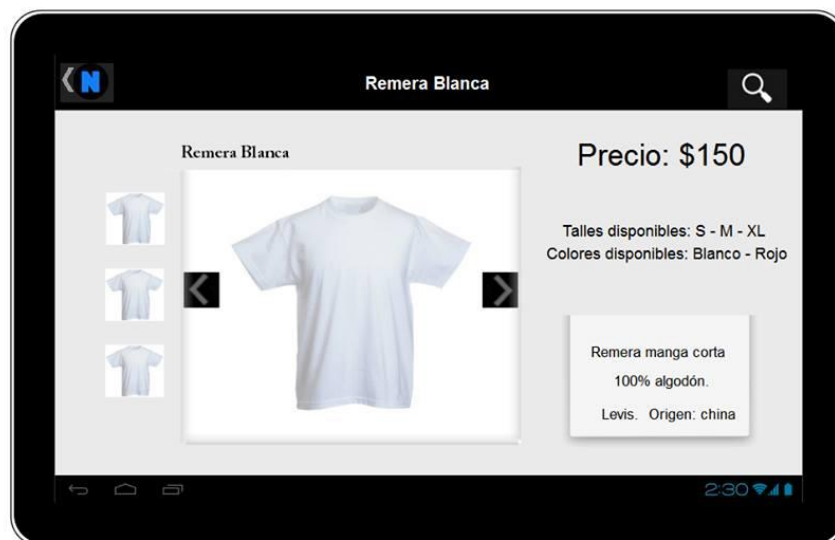 N
Remera Blanca
Remera Blanca
Precio: $150
Talles disponibles: S - M - XL
Colores disponibles: Blanco - Rojo
Remera manga corta
100% algodón.
Levis. Origen: china
2:30